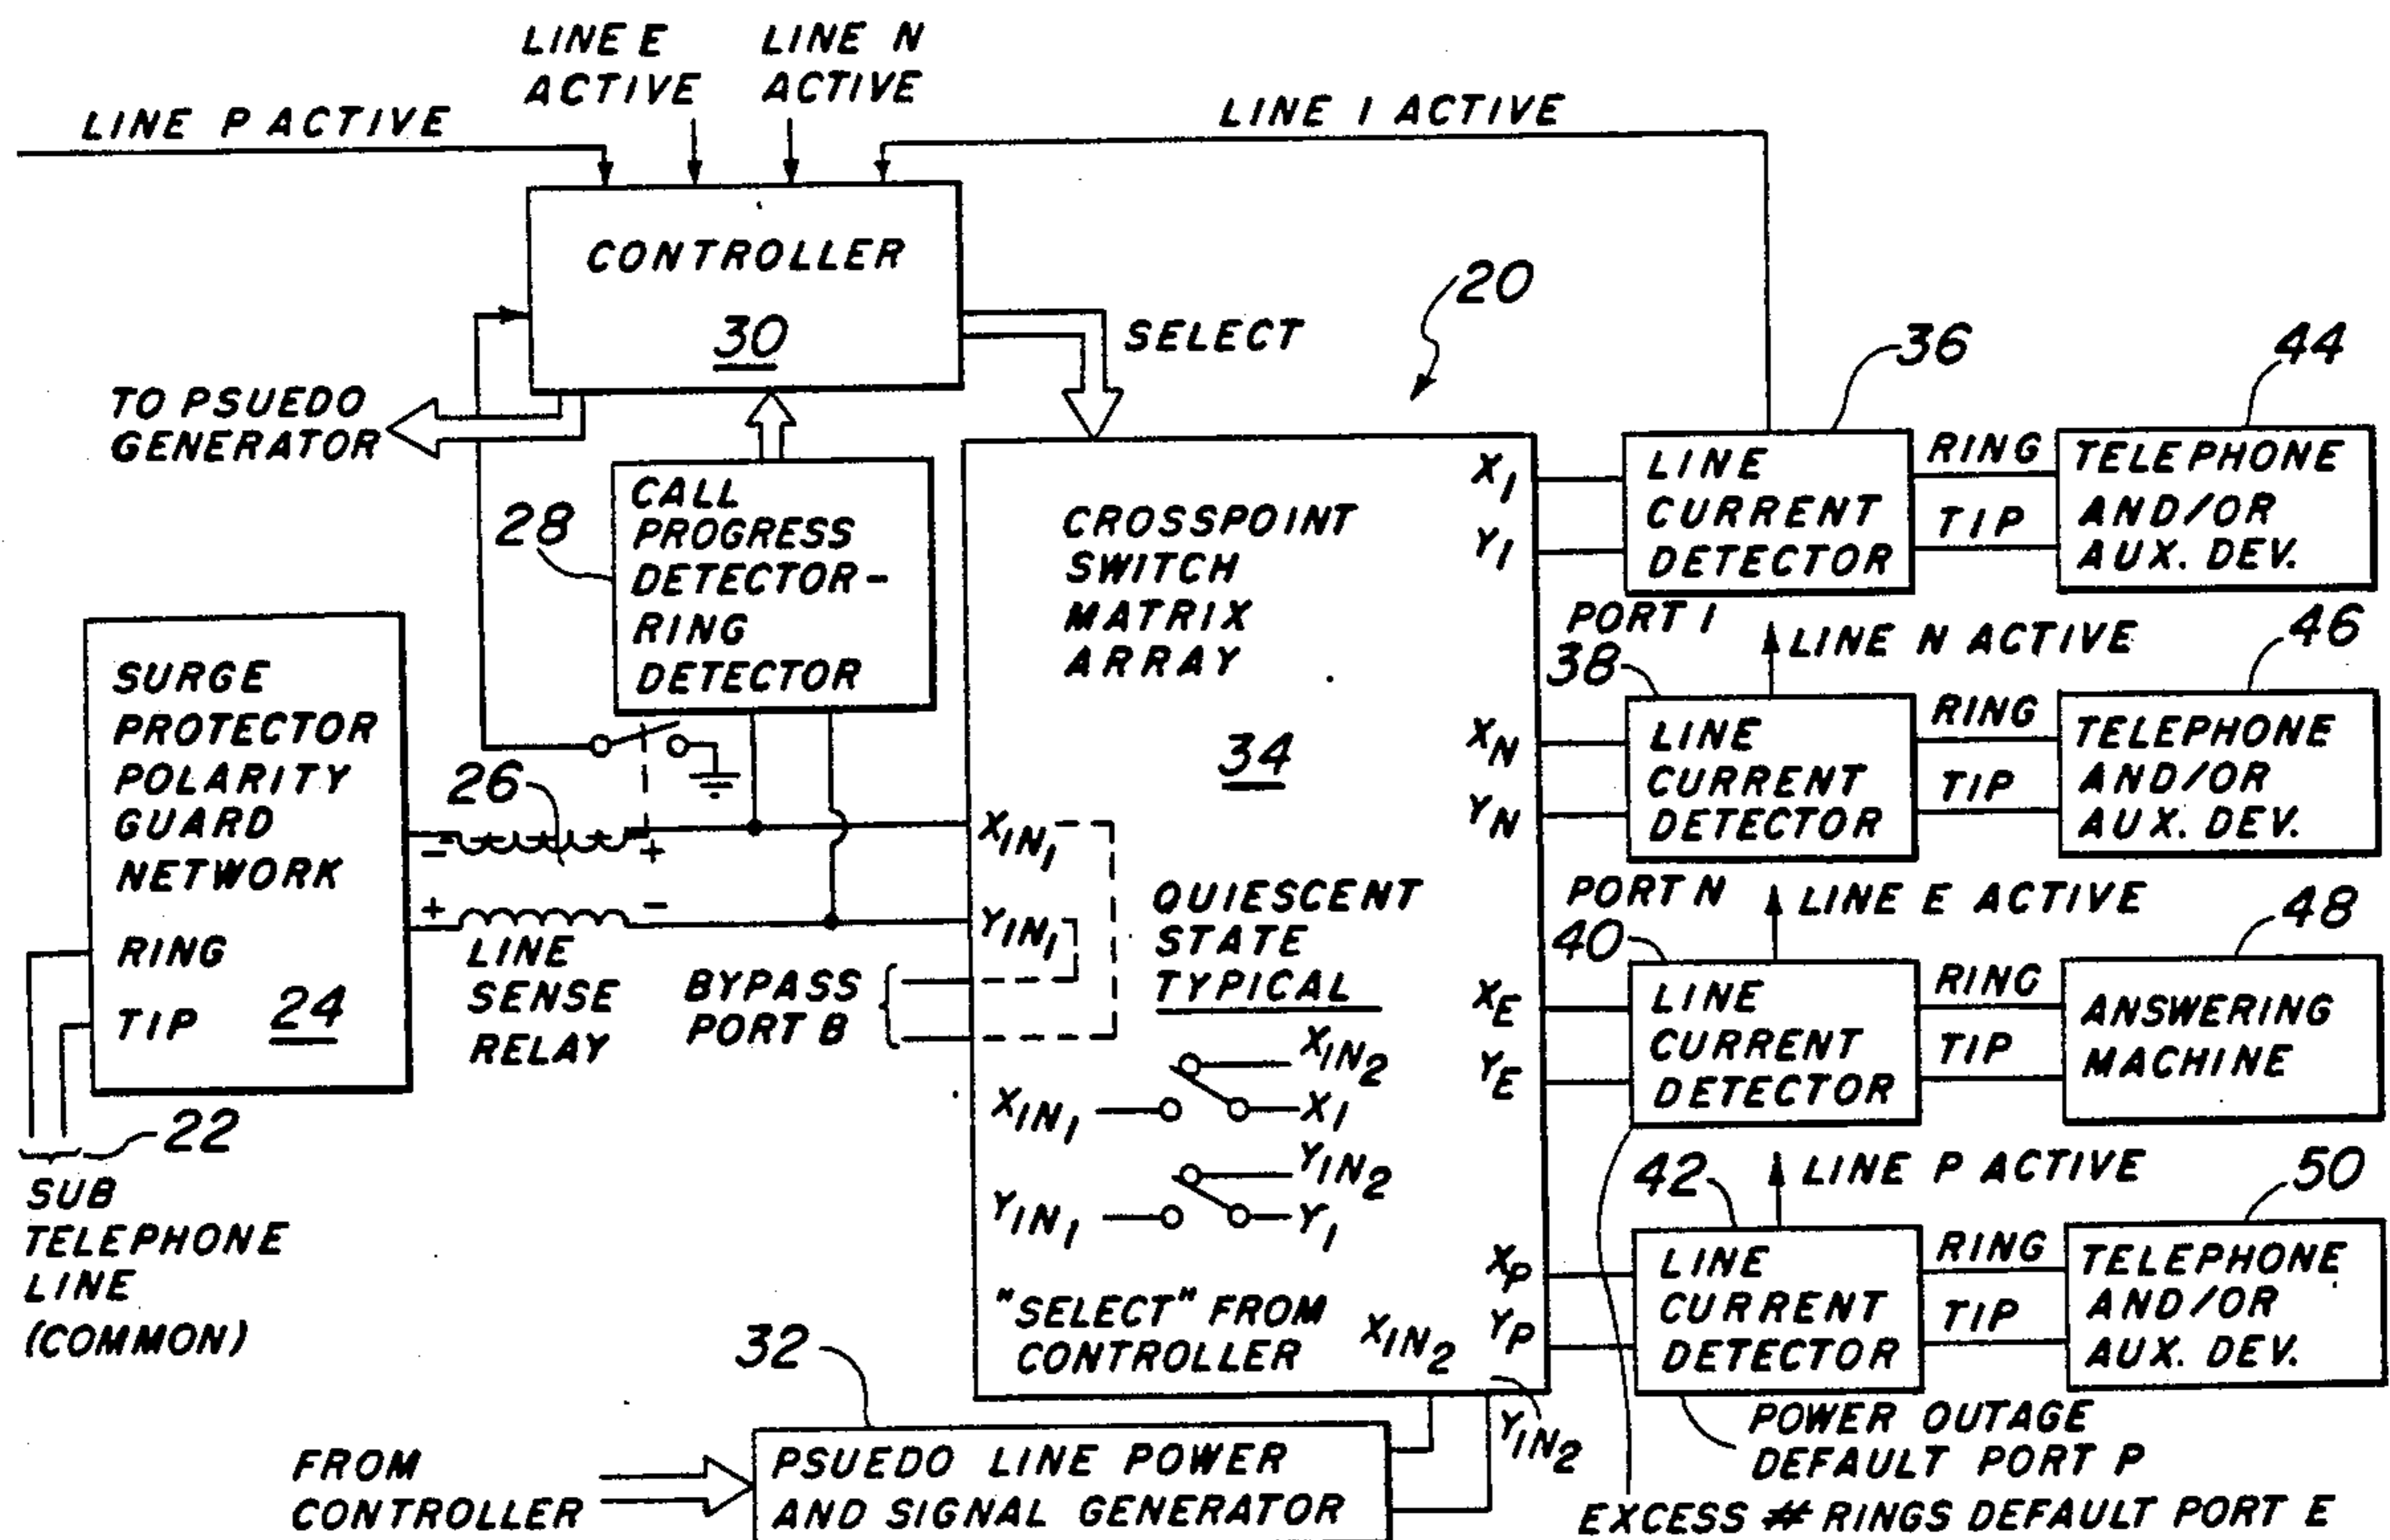 LINE E
ACTIVE
LINE N
ACTIVE
LINE P ACTIVE
LINE 1 ACTIVE
CONTROLLER
30
SELECT
20
TO PSUEDO
GENERATOR
28
CALL
PROGRESS
DETECTOR-
RING
DETECTOR
SURGE
PROTECTOR
POLARITY
GUARD
NETWORK
RING
TIP 24
26
- +
+ -
LINE
SENSE
RELAY
22
SUB
TELEPHONE
LINE
(COMMON)
BYPASS
PORT B
CROSSPOINT
SWITCH
MATRIX
ARRAY
34
XIN1
YIN1
QUIESCENT
STATE
TYPICAL
XIN2
XIN1 X1
YIN2
YIN1 Y1
"SELECT" FROM
CONTROLLER
XIN2
YIN2
X1
Y1
XN
YN
XE
YE
XP
YP
36
LINE
CURRENT
DETECTOR
RING
TIP
44
TELEPHONE
AND/OR
AUX. DEV.
PORT 1
LINE N ACTIVE
38
LINE
CURRENT
DETECTOR
RING
TIP
46
TELEPHONE
AND/OR
AUX. DEV.
PORT N
LINE E ACTIVE
40
LINE
CURRENT
DETECTOR
RING
TIP
48
ANSWERING
MACHINE
LINE P ACTIVE
42
LINE
CURRENT
DETECTOR
RING
TIP
50
TELEPHONE
AND/OR
AUX. DEV.
POWER OUTAGE
DEFAULT PORT P
EXCESS # RINGS DEFAULT PORT E
32
FROM
CONTROLLER
PSUEDO LINE POWER
AND SIGNAL GENERATOR